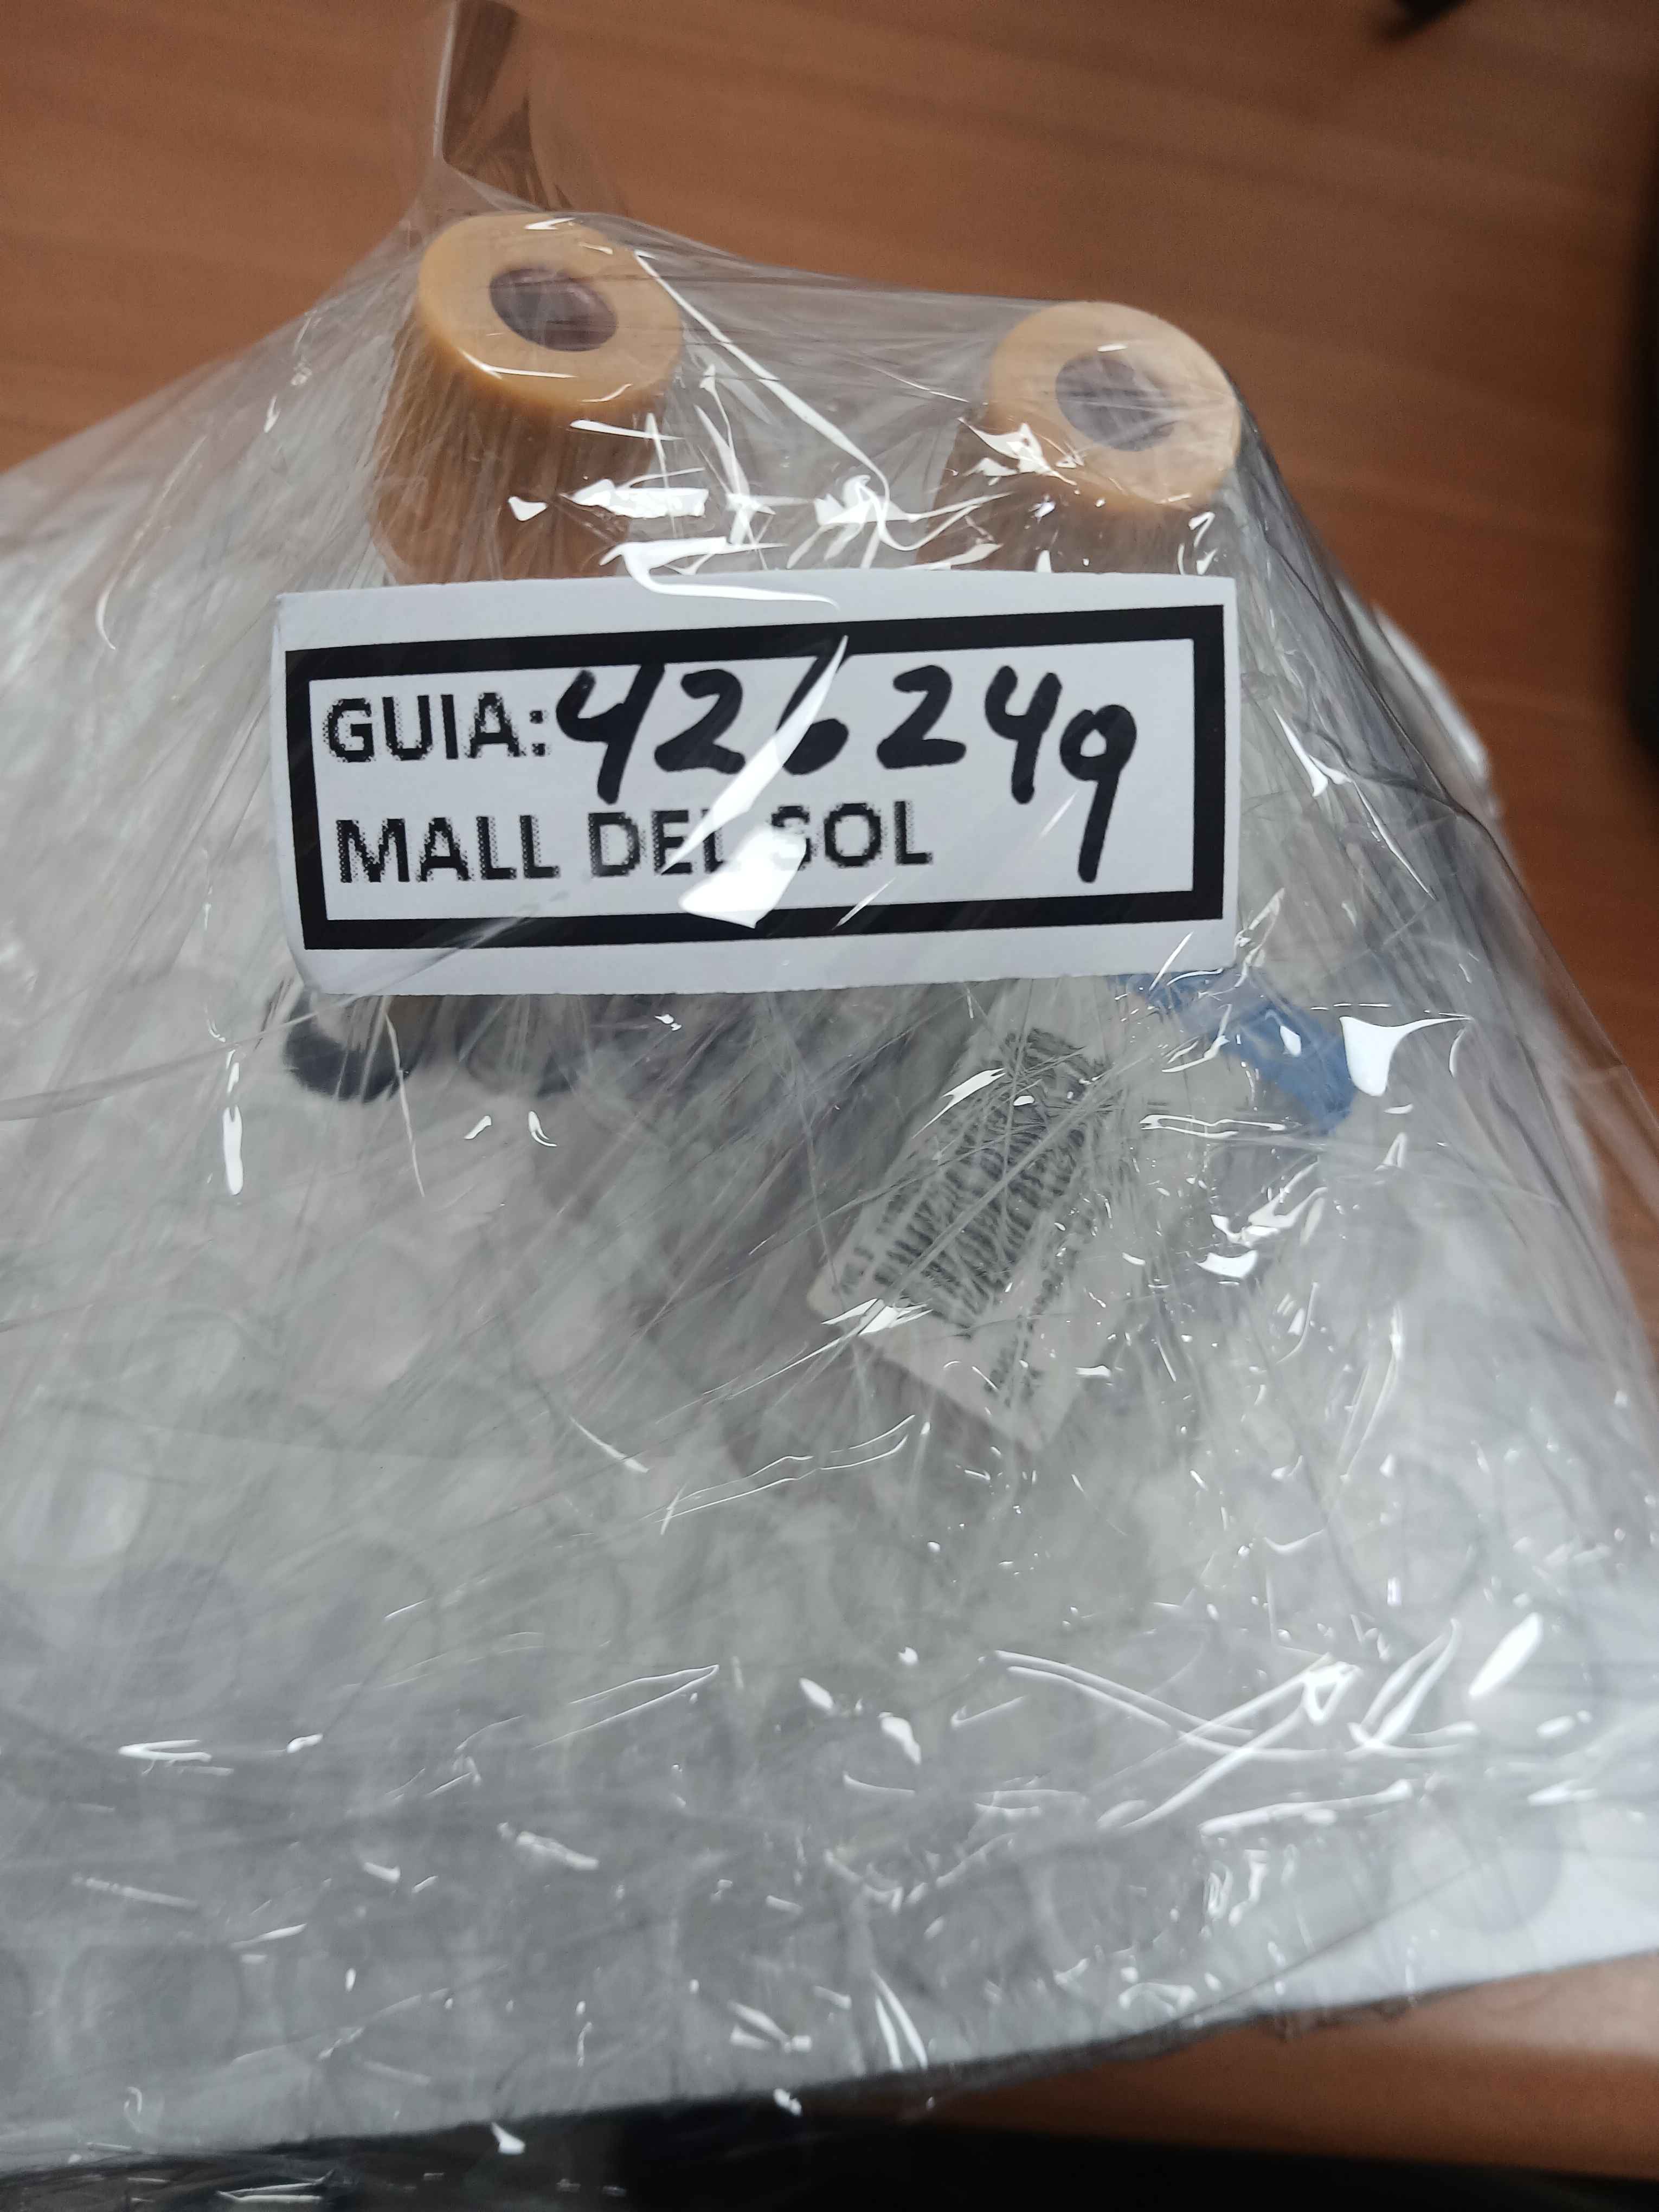 GUIA: 426249
MALL DEL SOL